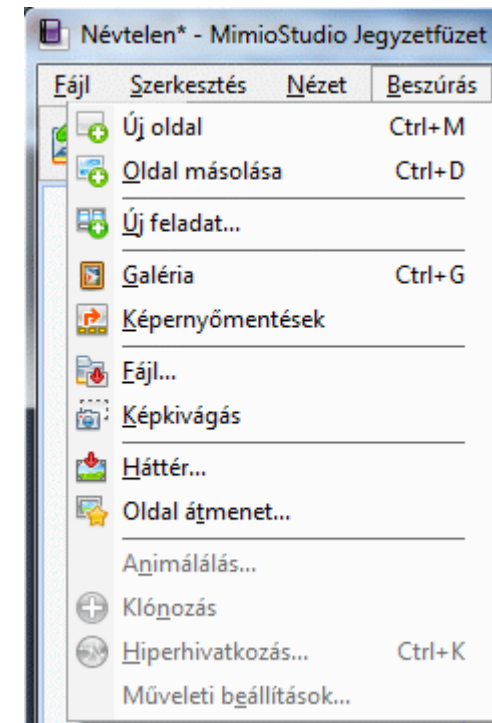 Névtelen* - MimioStudio Jegyzetfüzet
Fájl Szerkesztés Nézet Beszúrás
Új oldal Ctrl+M
Oldal másolása Ctrl+D
Új feladat...
Galéria Ctrl+G
Képernyőmentések
Fájl...
Képkivágás
Háttér...
Oldal átmenet...
Animálálás...
Klónozás
Hiperhivatkozás... Ctrl+K
Műveleti beállítások...